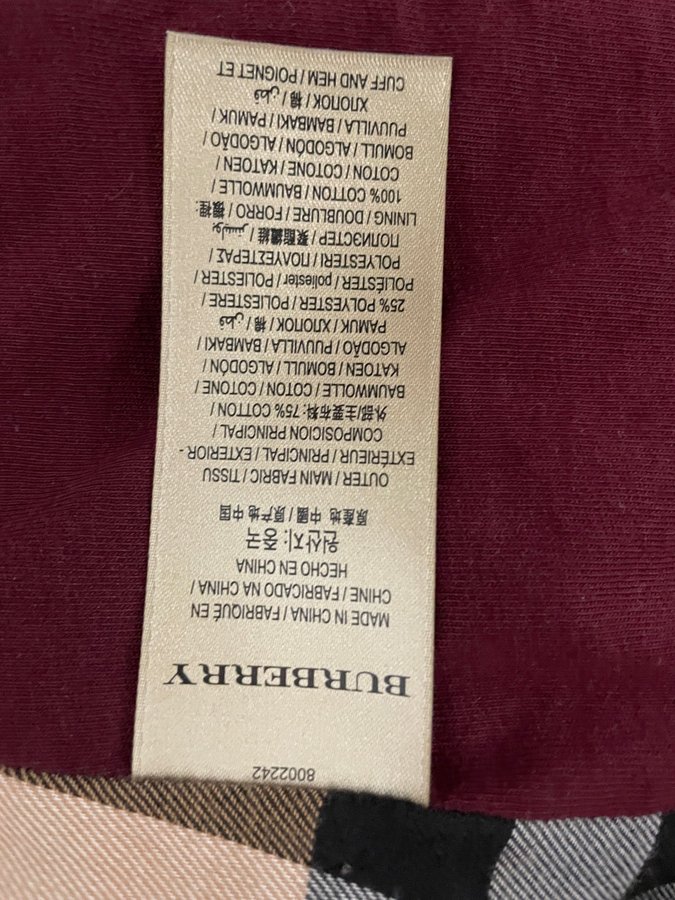 8002242
BURBERRY
MADE IN CHINA / FABRIQUÉ EN
CHINE / FABRICADO NA CHINA /
HECHO EN CHINA
원산지: 중국
原産地 中國 / 原产地 中国
OUTER / MAIN FABRIC / TISSU
EXTÉRIEUR / PRINCIPAL / EXTERIOR-
COMPOSICION PRINCIPAL /
外部/主要布料: 75% COTTON /
BAUMWOLLE / COTON / COTONE /
KATOEN / BOMULL / ALGODÓN /
ALGODÃO / PUUVILLA / BAMBAKI /
PAMUK / ХЛОПОК / 棉 / قطن
25% POLYESTER / POLIESTERE /
POLIÉSTER / poliester / POLYESTER /
POLYESTERI / ΠΟΛΥΕΣΤΕΡΑΣ /
ПОЛИЭСТЕР / 聚酯纖維 / بوليستر
LINING / DOUBLURE / FORRO / 襯裡:
100% COTTON / BAUMWOLLE /
COTON / COTONE / KATOEN /
BOMULL / ALGODÓN / ALGODÃO /
PUUVILLA / BAMBAKI / PAMUK /
ХЛОПОК / 棉 / قطن
CUFF AND HEM / POIGNET ET